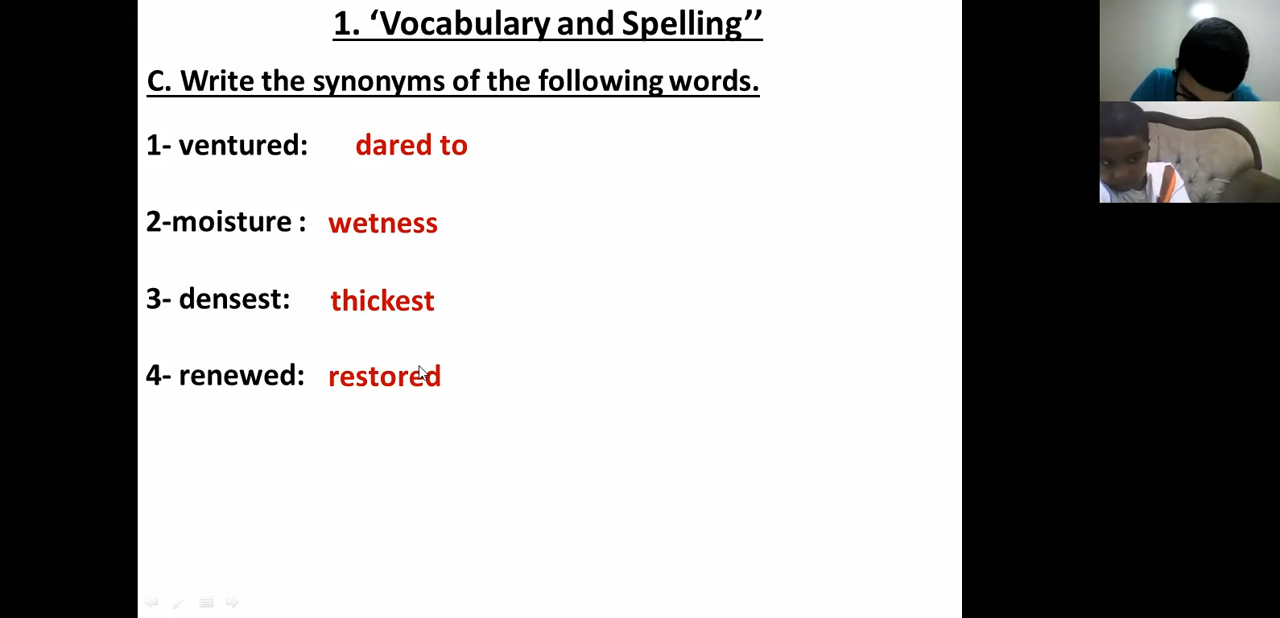 1. ‘Vocabulary and Spelling’’
C. Write the synonyms of the following words.
1- ventured: dared to
2-moisture : wetness
3- densest: thickest
4- renewed: restored